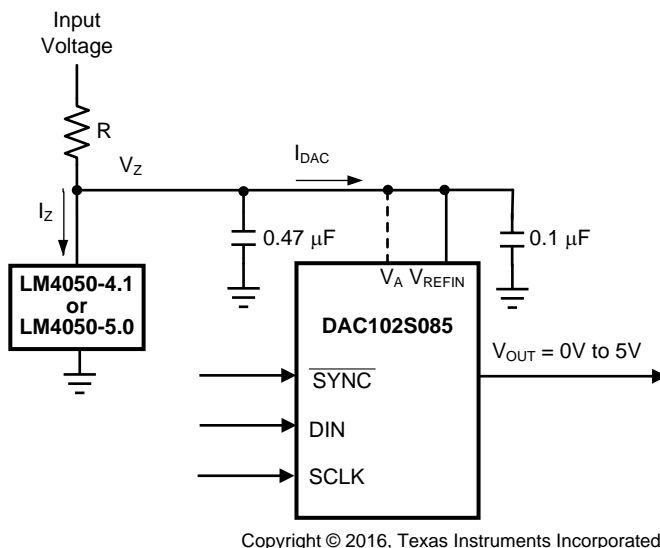 Input
Voltage
R
V_Z
I_DAC
I_Z
0.47 μF
0.1 μF
LM4050-4.1
or
LM4050-5.0
V_A V_REFIN
DAC102S085
V_OUT = 0V to 5V
SYNC
DIN
SCLK
Copyright © 2016, Texas Instruments Incorporated